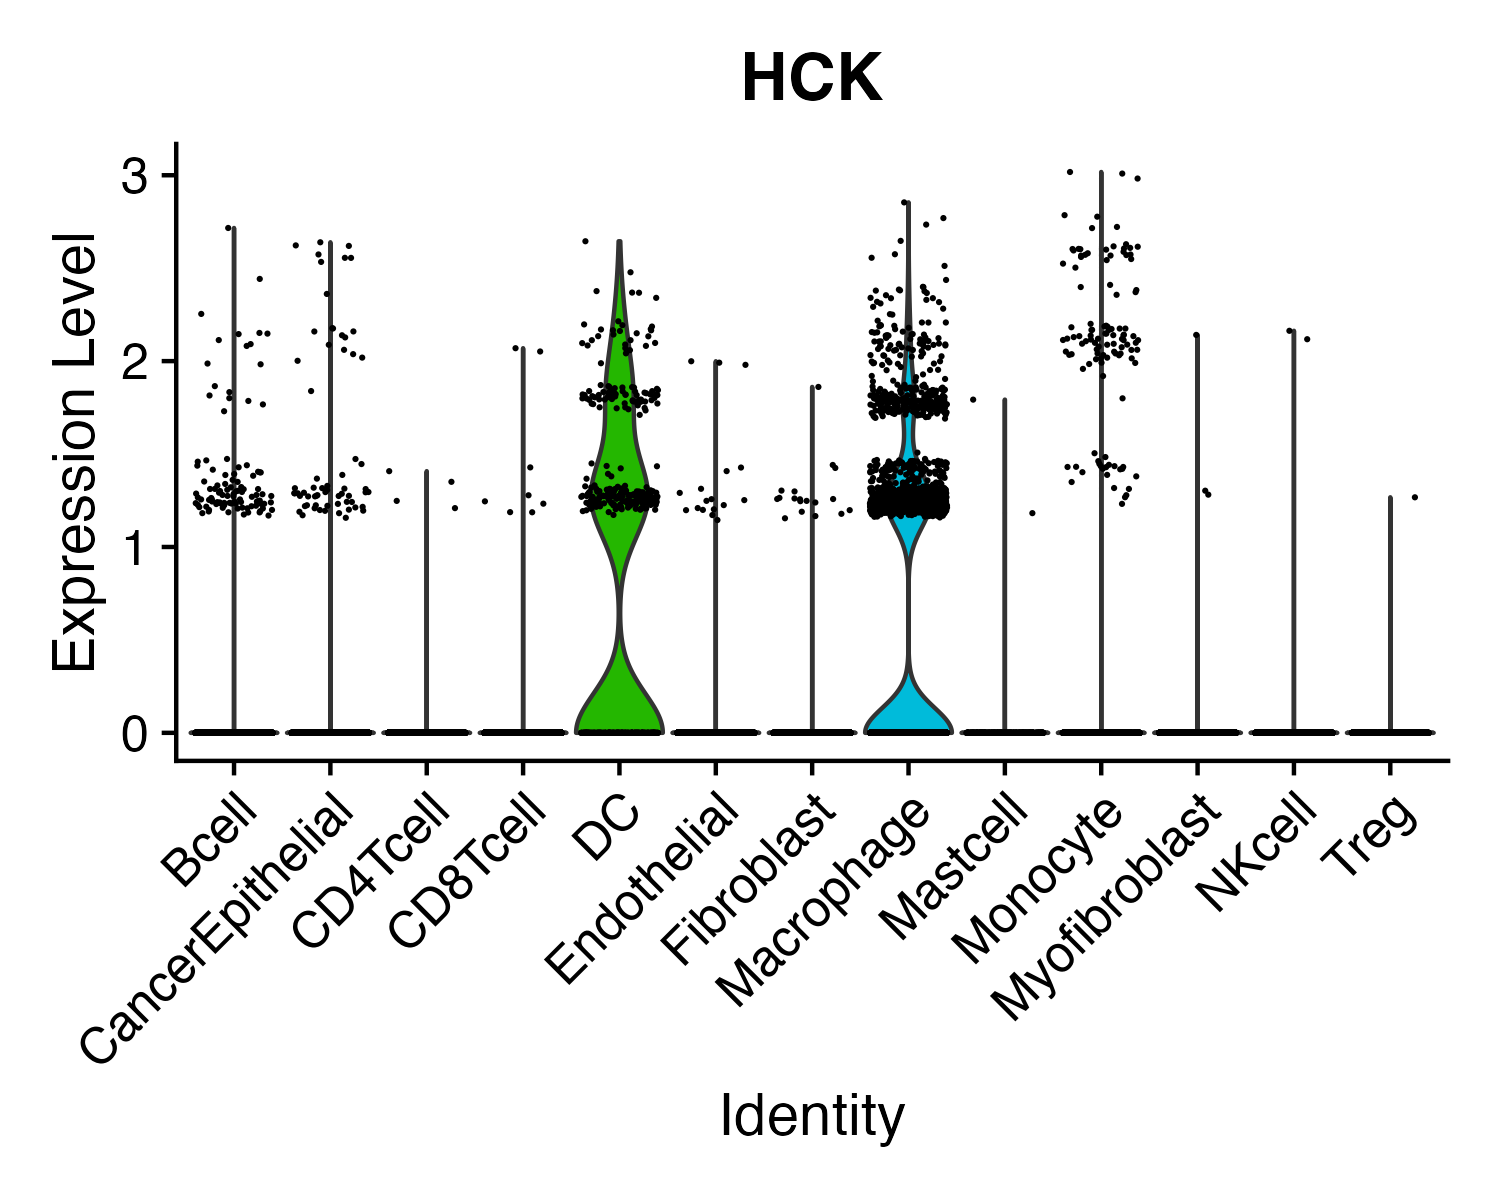 HCK
Expression Level
3
2
1
0
Bcell
CancerEpithelial
CD4Tcell
CD8Tcell
DC
Endothelial
Fibroblast
Macrophage
Mastcell
Monocyte
Myofibroblast
NKcell
Treg
Identity